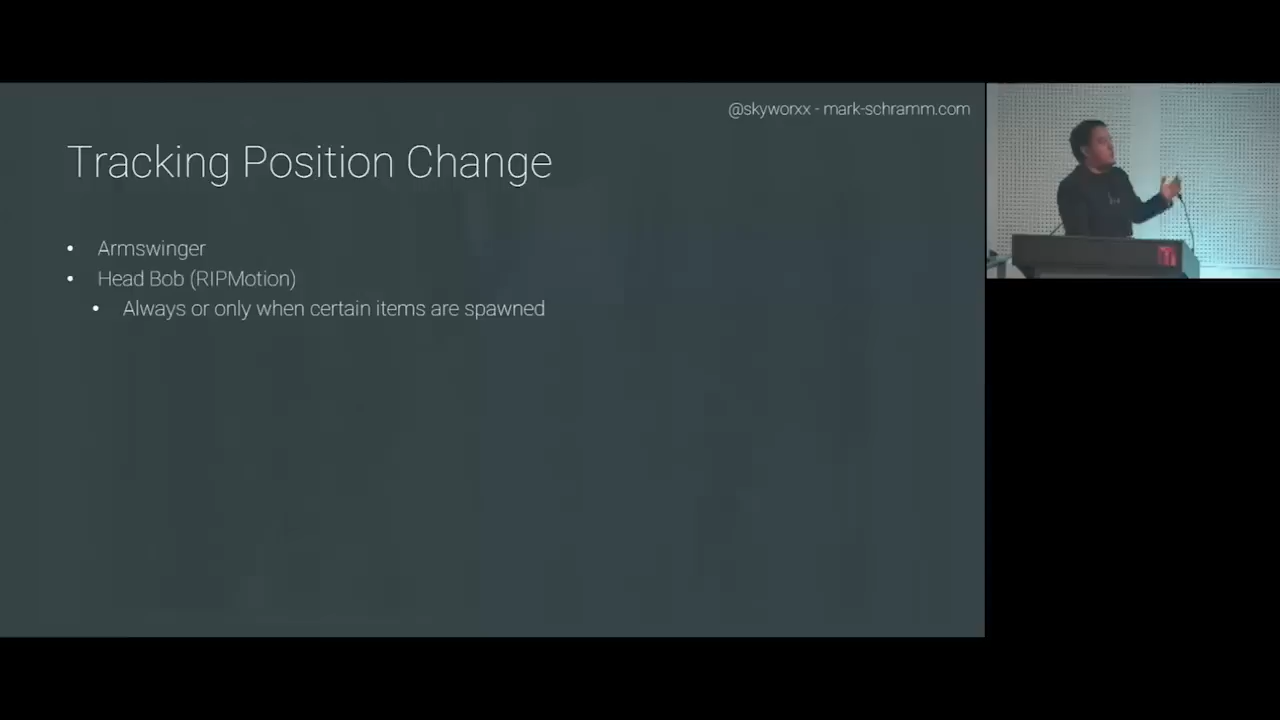 @skyworxx - mark-schramm.com
Tracking Position Change
• Armswinger
• Head Bob (RIPMotion)
• Always or only when certain items are spawned